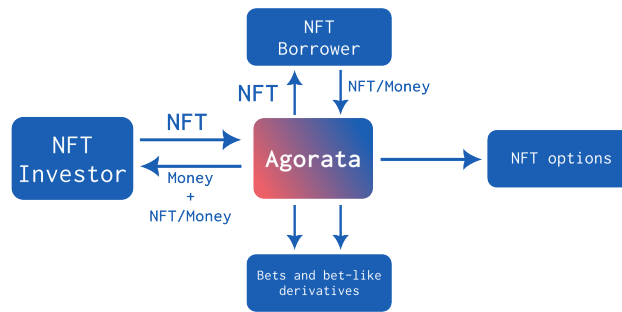 NFT
Borrower
NFT
NFT/Money
NFT
NFT
Investor
Agorata
NFT options
Money
+
NFT/Money
Bets and bet-like
derivatives